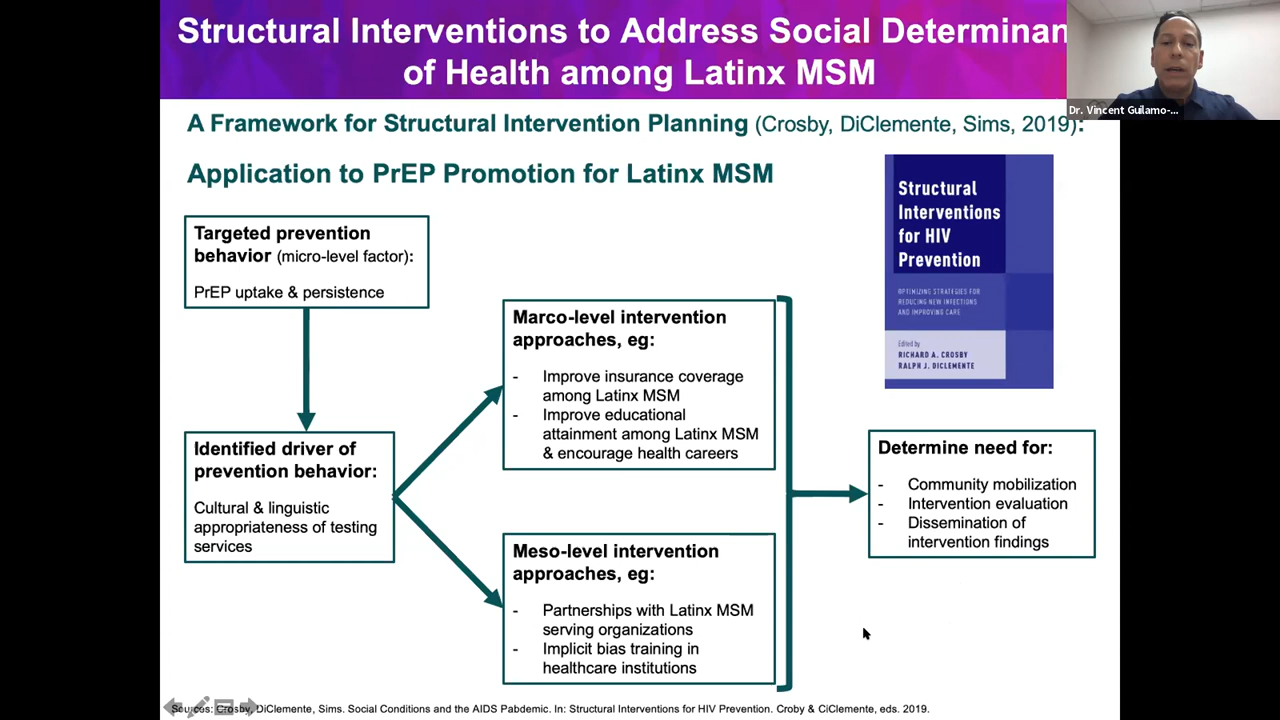 Structural Interventions to Address Social Determinan
of Health among Latinx MSM
Dr. Vincent Guilamo-...
A Framework for Structural Intervention Planning (Crosby, DiClemente, Sims, 2019):
Application to PrEP Promotion for Latinx MSM
Targeted prevention
behavior (micro-level factor):
PrEP uptake & persistence
Identified driver of
prevention behavior:
Cultural & linguistic
appropriateness of testing
services
Marco-level intervention
approaches, eg:
- Improve insurance coverage
among Latinx MSM
- Improve educational
attainment among Latinx MSM
& encourage health careers
Meso-level intervention
approaches, eg:
- Partnerships with Latinx MSM
serving organizations
- Implicit bias training in
healthcare institutions
Structural
Interventions
for HIV
Prevention
OPTIMIZING STRATEGIES FOR
REDUCING NEW INFECTIONS
AND IMPROVING CARE
Edited by
RICHARD A. CROSBY
RALPH J. DICLEMENTE
Determine need for:
- Community mobilization
- Intervention evaluation
- Dissemination of
intervention findings
Sources: Crosby, DiClemente, Sims. Social Conditions and the AIDS Pabdemic. In: Structural Interventions for HIV Prevention. Croby & CiClemente, eds. 2019.